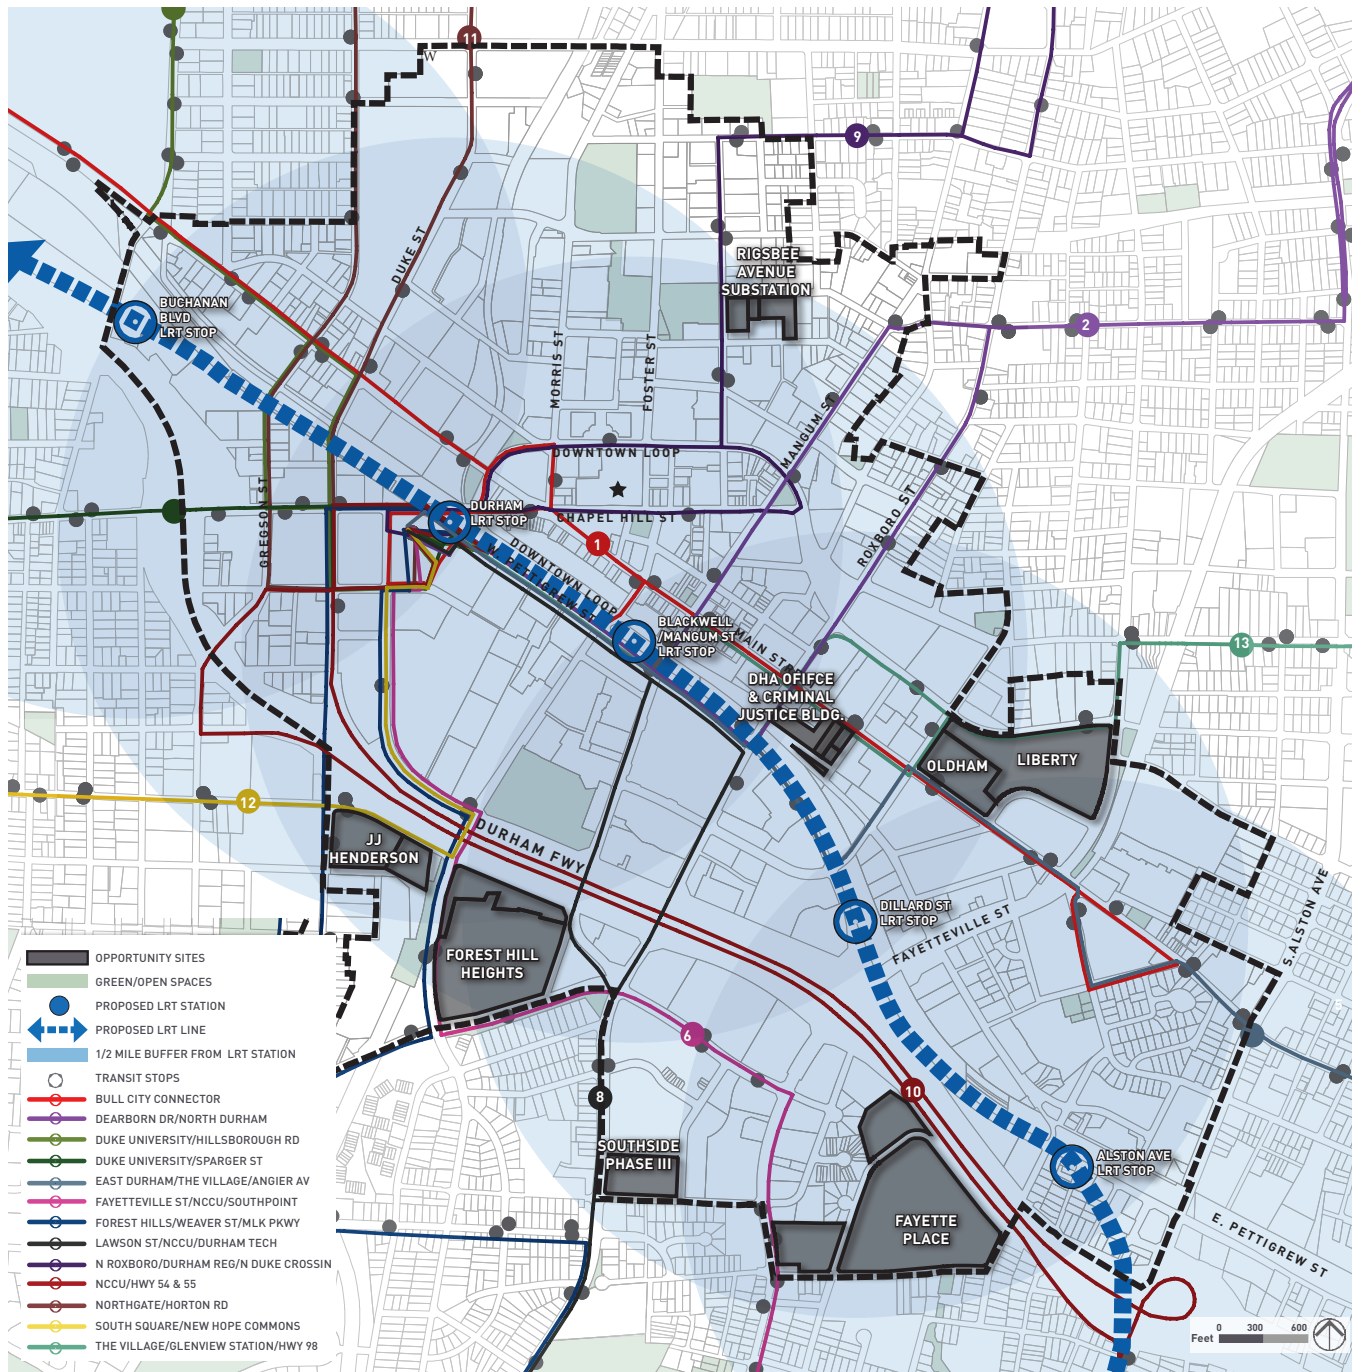 11
W
9
RIGSBEE
AVENUE
SUBSTATION
DUKE ST
BUCHANAN
BLVD
LRT STOP
2
MORRIS ST
FOSTER ST
MANGUM ST
DOWNTOWN LOOP
GREGSON ST
DURHAM
LRT STOP
CHAPEL HILL ST
ROXBORO ST
1
DOWNTOWN LOOP
W. PETTIGREW ST
BLACKWELL
/MANGUM ST
LRT STOP
MAIN STREET
13
DHA OFIFCE
& CRIMINAL
JUSTICE BLDG.
OLDHAM
LIBERTY
12
JJ
HENDERSON
DURHAM FWY
DILLARD ST
LRT STOP
FAYETTEVILLE ST
S.ALSTON AVE
FOREST HILL
HEIGHTS
5
6
8
10
SOUTHSIDE
PHASE III
ALSTON AVE
LRT STOP
FAYETTE
PLACE
E. PETTIGREW ST
OPPORTUNITY SITES
GREEN/OPEN SPACES
PROPOSED LRT STATION
PROPOSED LRT LINE
1/2 MILE BUFFER FROM LRT STATION
TRANSIT STOPS
BULL CITY CONNECTOR
DEARBORN DR/NORTH DURHAM
DUKE UNIVERSITY/HILLSBOROUGH RD
DUKE UNIVERSITY/SPARGER ST
EAST DURHAM/THE VILLAGE/ANGIER AV
FAYETTEVILLE ST/NCCU/SOUTHPOINT
FOREST HILLS/WEAVER ST/MLK PKWY
LAWSON ST/NCCU/DURHAM TECH
N ROXBORO/DURHAM REG/N DUKE CROSSIN
NCCU/HWY 54 & 55
NORTHGATE/HORTON RD
SOUTH SQUARE/NEW HOPE COMMONS
THE VILLAGE/GLENVIEW STATION/HWY 98
0 300 600
Feet